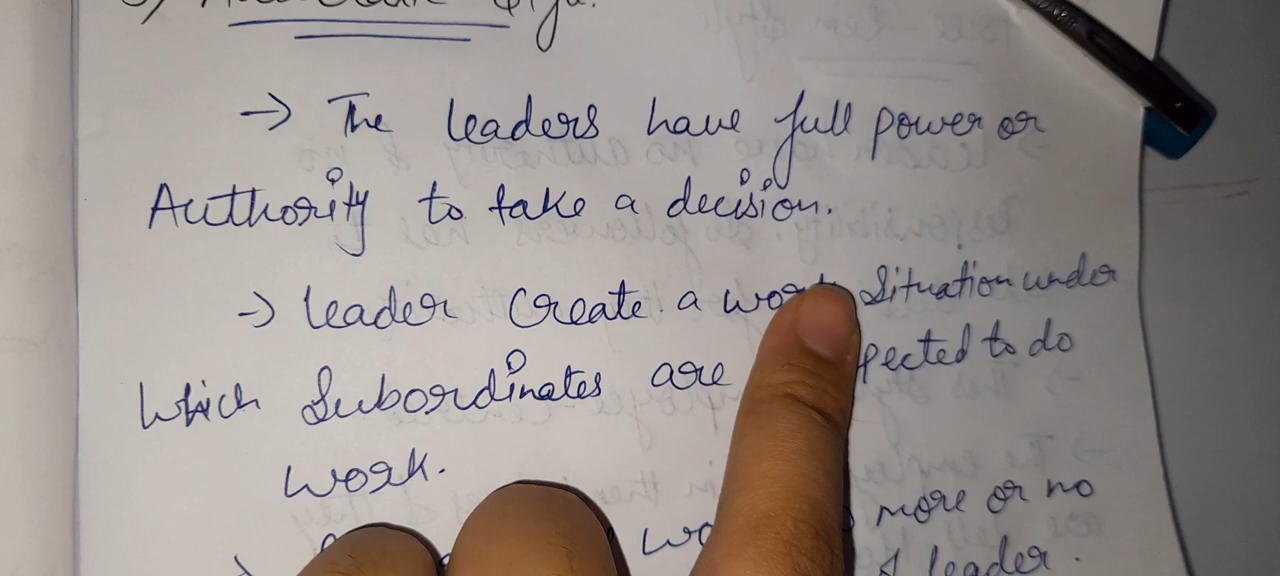 → The leaders have full power or
Authority to take a decision.
→ leader Create a work Situation under
which Subordinates are pected to do
work.
more or no
leader.